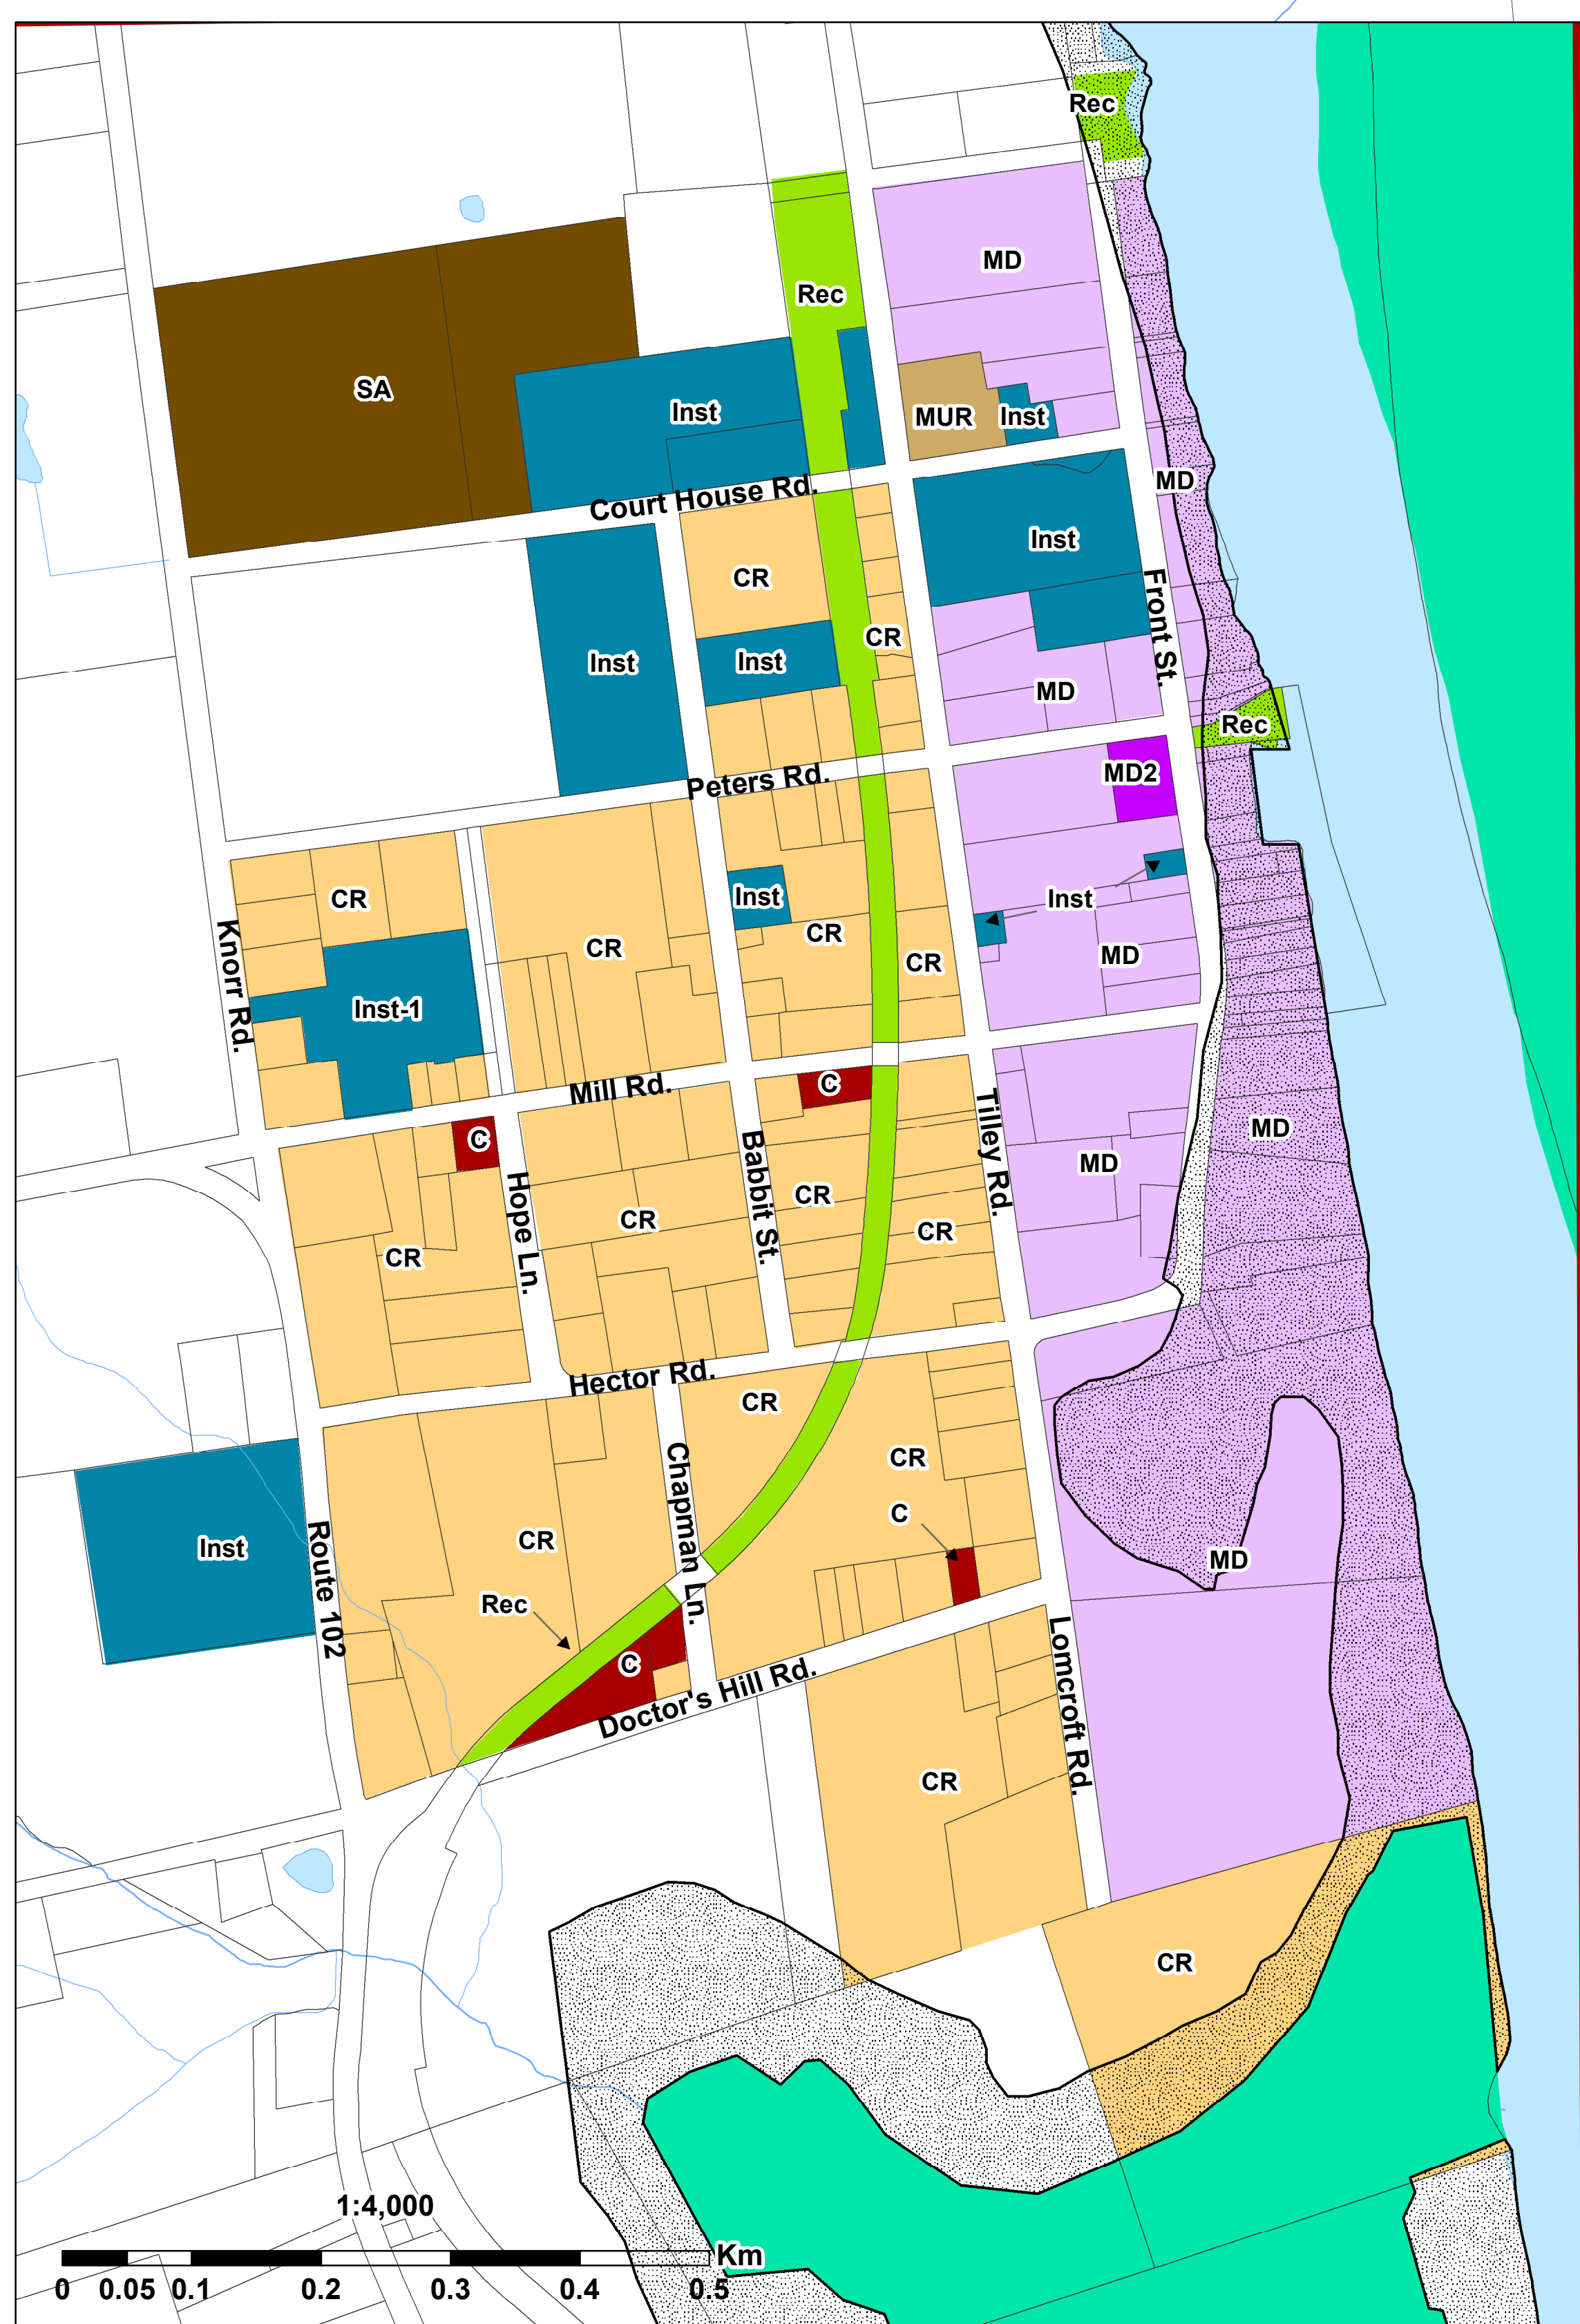 Rec
MD
Rec
SA
Inst
MUR
Inst
MD
Court House Rd.
Inst
CR
Front St.
CR
Inst
Inst
MD
Rec
MD2
Peters Rd.
Inst
CR
Inst
CR
CR
MD
CR
Knorr Rd.
Inst-1
C
Mill Rd.
Tilley Rd.
MD
C
Babbit St.
MD
Hope Ln.
CR
CR
CR
CR
Hector Rd.
CR
Chapman Ln.
CR
C
Route 102
Inst
CR
MD
Rec
C
Lomcroft Rd.
Doctor's Hill Rd.
CR
CR
1:4,000
Km
0 0.05 0.1 0.2 0.3 0.4 0.5